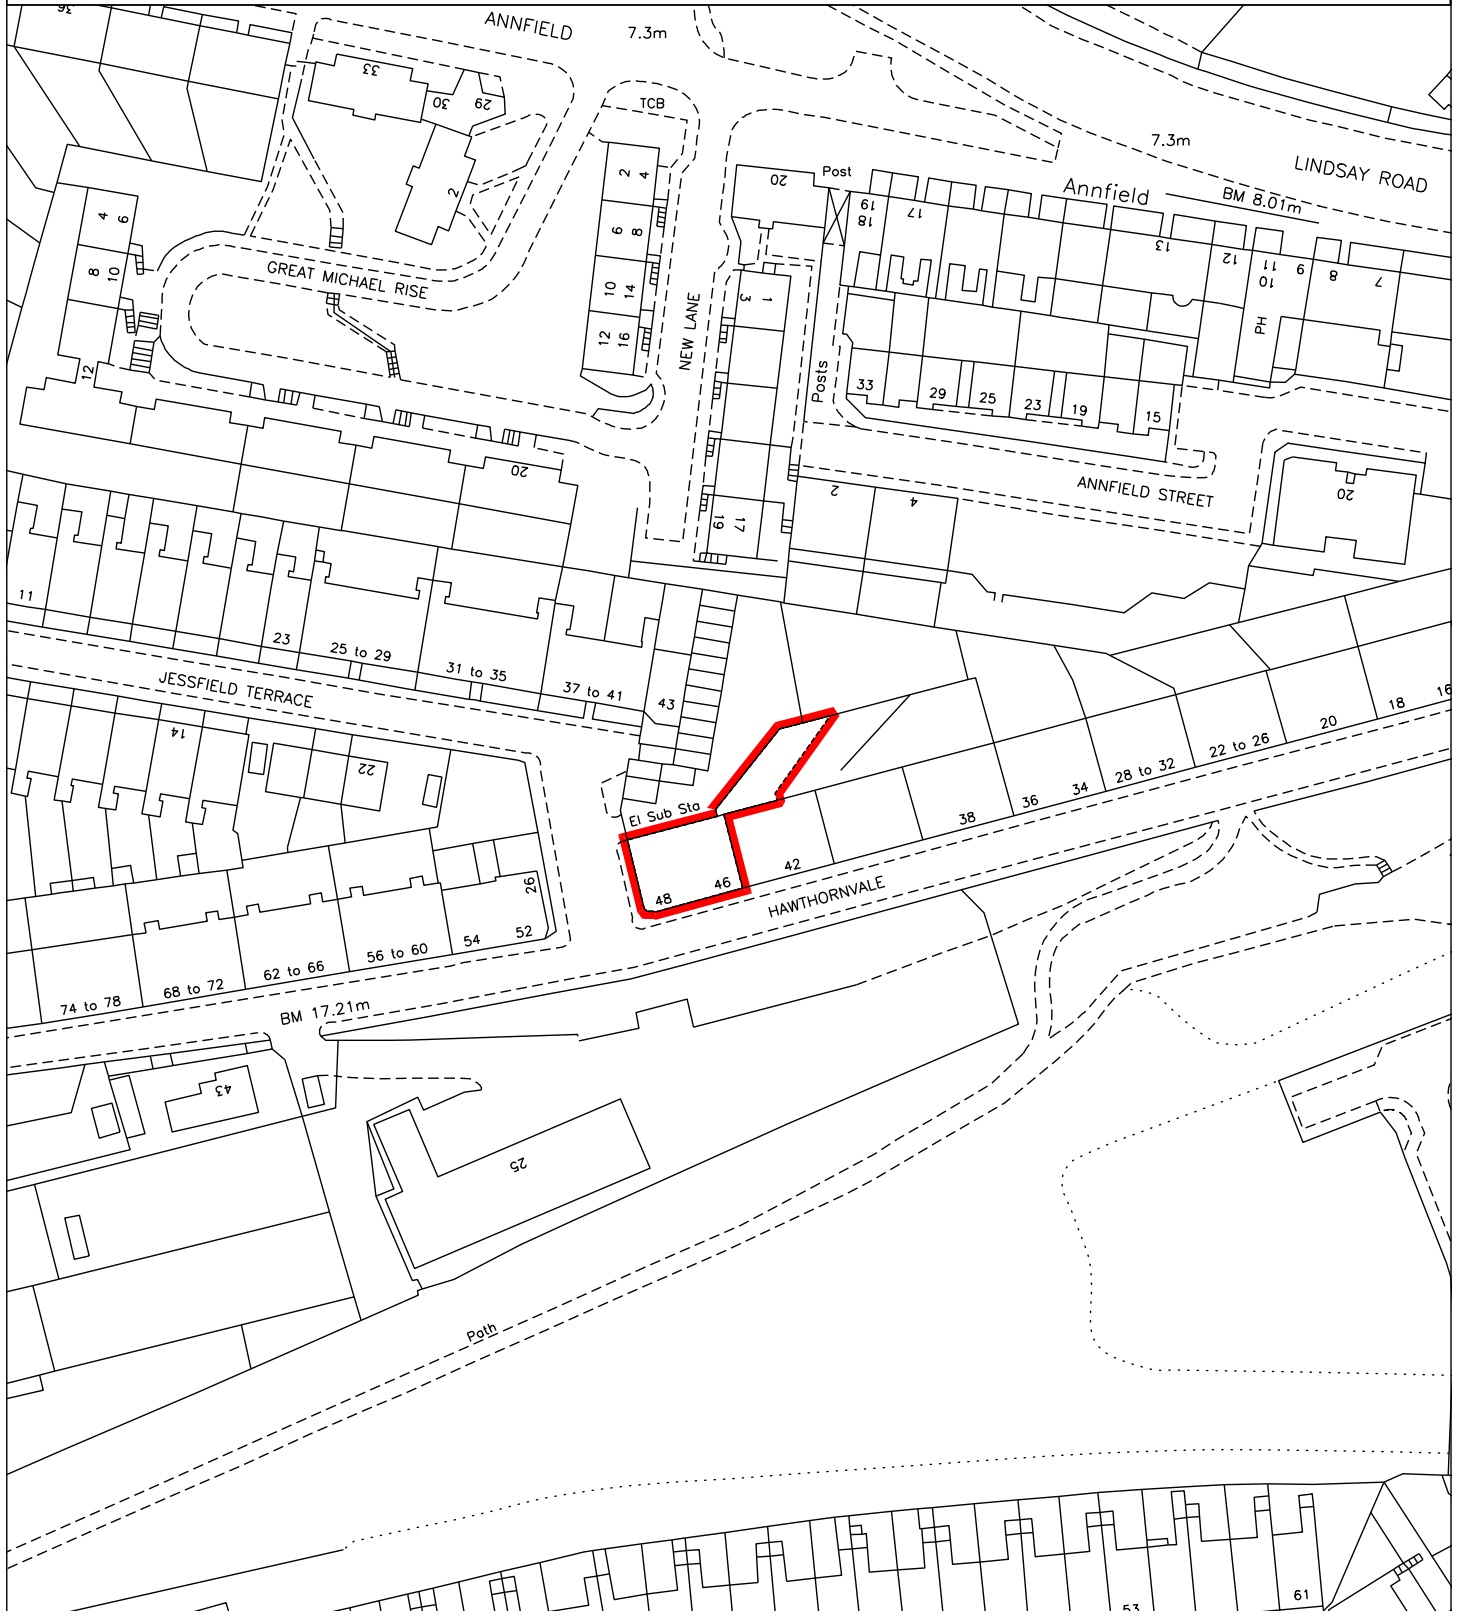 36
ANNFIELD
7.3m
33
30
29
TCB
7.3m
LINDSAY ROAD
2
2
4
20
Post
Annfield
BM 8.01m
4
6
6
8
19
18
17
13
12
11
10
9
8
7
8
10
GREAT MICHAEL RISE
10
14
NEW LANE
3
1
PH
12
16
12
Posts
33
29
25
23
19
15
20
19
17
2
4
ANNFIELD STREET
20
11
23
25 to 29
31 to 35
37 to 41
43
JESSFIELD TERRACE
14
22
El Sub Sta
16
18
20
22 to 26
28 to 32
34
36
38
42
46
48
HAWTHORNVALE
26
52
54
56 to 60
62 to 66
68 to 72
74 to 78
BM 17.21m
43
25
Path
61
53